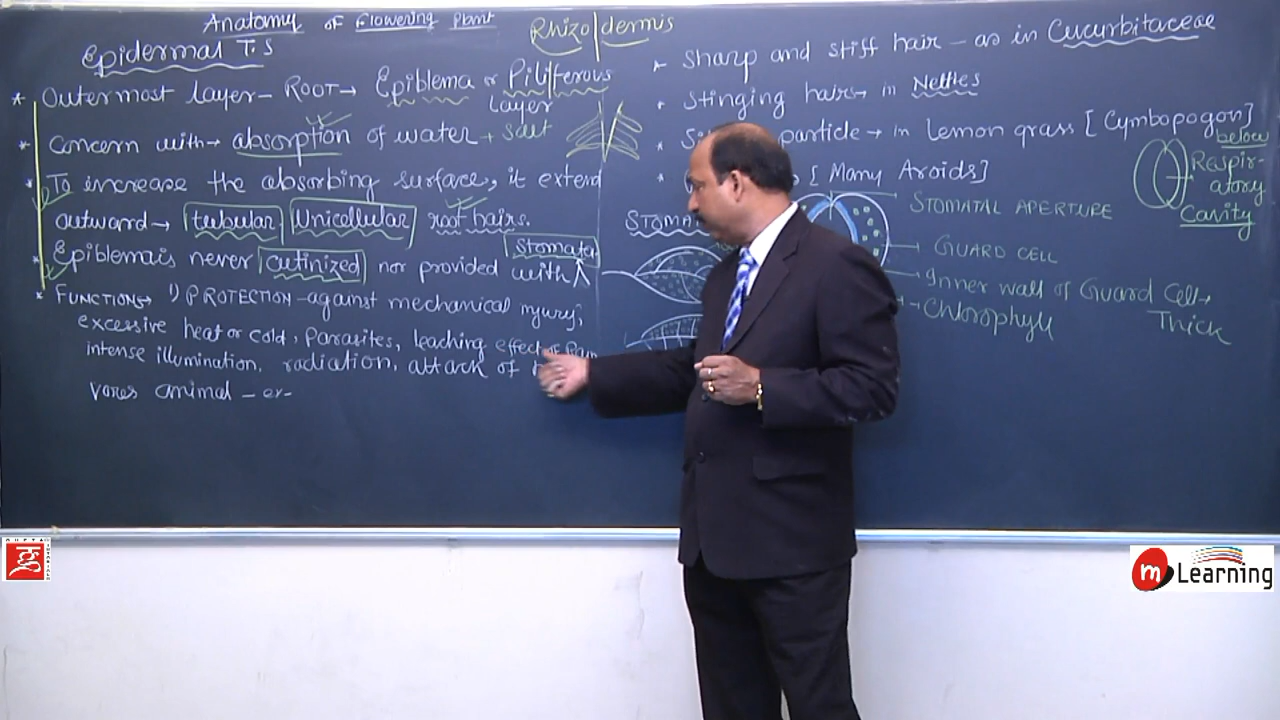 Anatomy of Flowering Plant
Rhizo/dermis
Epidermal T.S
* Outermost layer - ROOT → Epiblema or Piliferous
Layer
* Concern with → absorption of water + salt
* To increase the absorbing surface, it extend
outward → tubular Unicellular root hairs.
Stomata
* Epiblema is never cutinized nor provided with
* FUNCTION → 1) PROTECTION - against mechanical injury,
excessive heat or cold, Parasites, leaching effect of
intense illumination, radiation, attack of
vores animal - ex-
* Sharp and stiff hair - as in Cucurbitaceae
* Stinging hair → in Nettles
* particle → in Lemon grass [Cymbopogon]
* [Many Aroids]
below
Respir-
atory
Cavity
STOMATAL APERTURE
GUARD CELL
Inner wall of Guard Cell →
Thick
Chlorophyll
m Learning